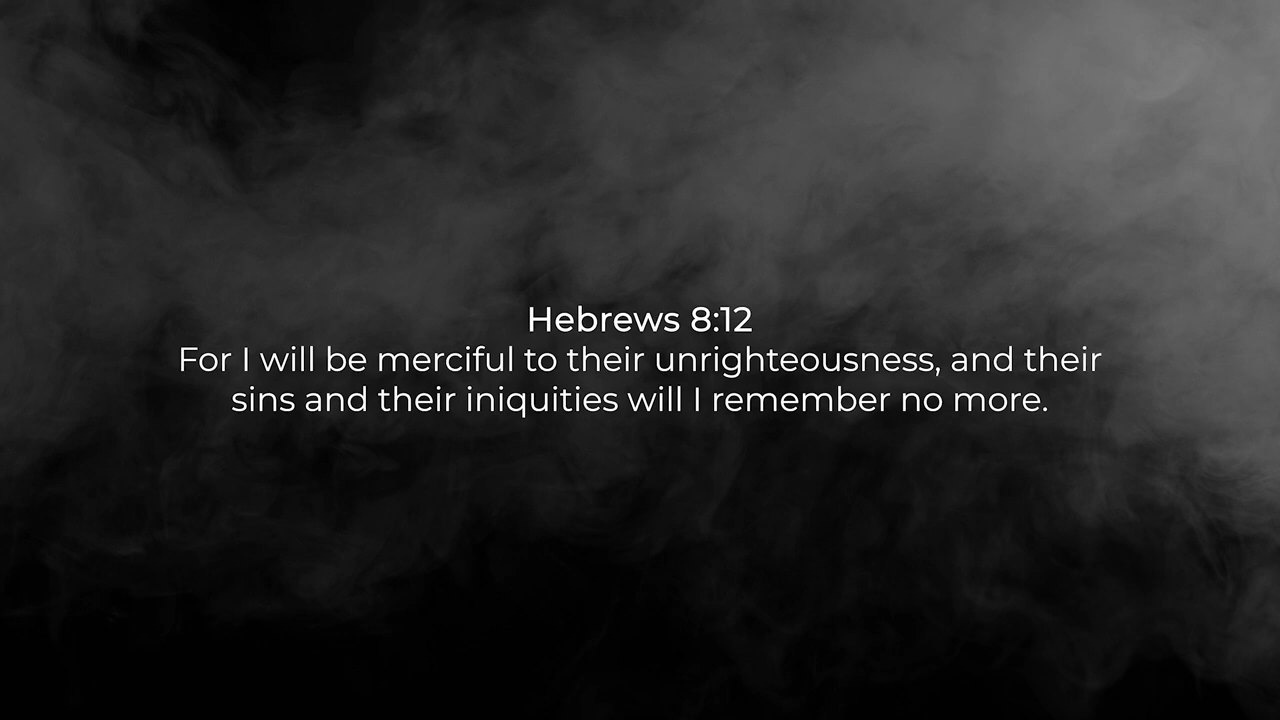 Hebrews 8:12
For I will be merciful to their unrighteousness, and their
sins and their iniquities will I remember no more.